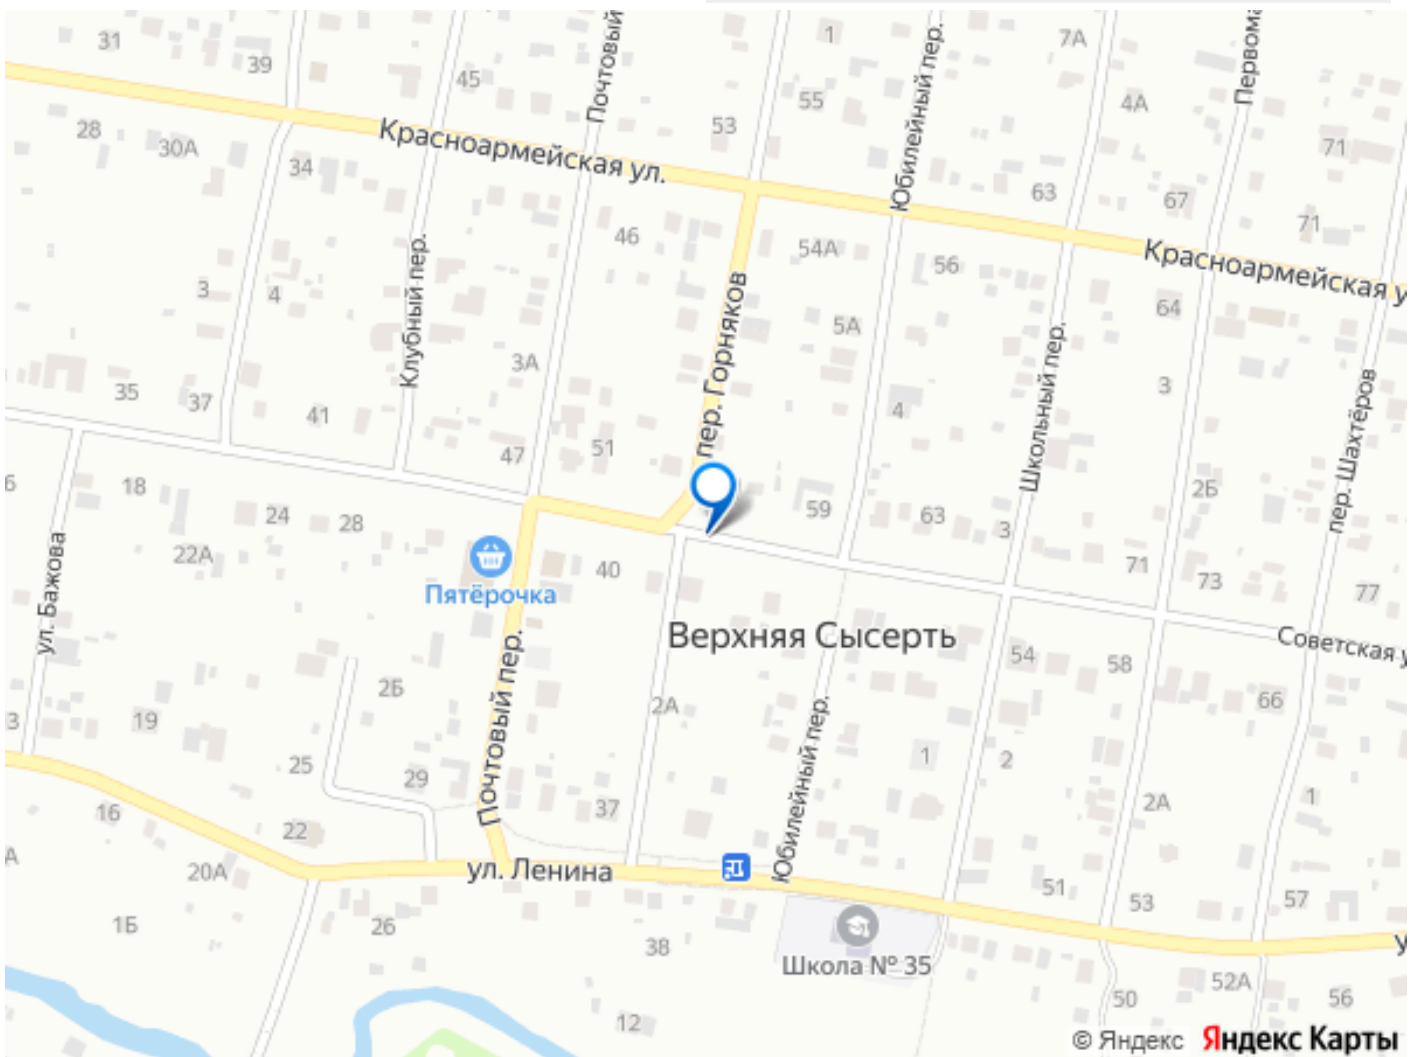 31
39
45
Почтовый
1
Юбилейный пер.
7А
Первома
28
30А
34
Красноармейская ул.
53
55
4А
71
63
67
71
46
54А
56
Красноармейская у
3
4
Клубный пер.
3А
пер. Горняков
5А
Школьный пер.
64
3
пер. Шахтёров
35
37
41
47
51
4
6
18
24
28
22А
59
63
3
2Б
ул. Бажова
Пятёрочка
40
71
73
77
Верхняя Сысерть
Советская у
54
58
66
2Б
2А
3
19
Почтовый пер.
Юбилейный пер.
25
29
37
1
2
2А
1
16
22
А
20А
ул. Ленина
51
53
57
1Б
26
38
Школа № 35
у
50
52А
56
12
© Яндекс Яндекс Карты